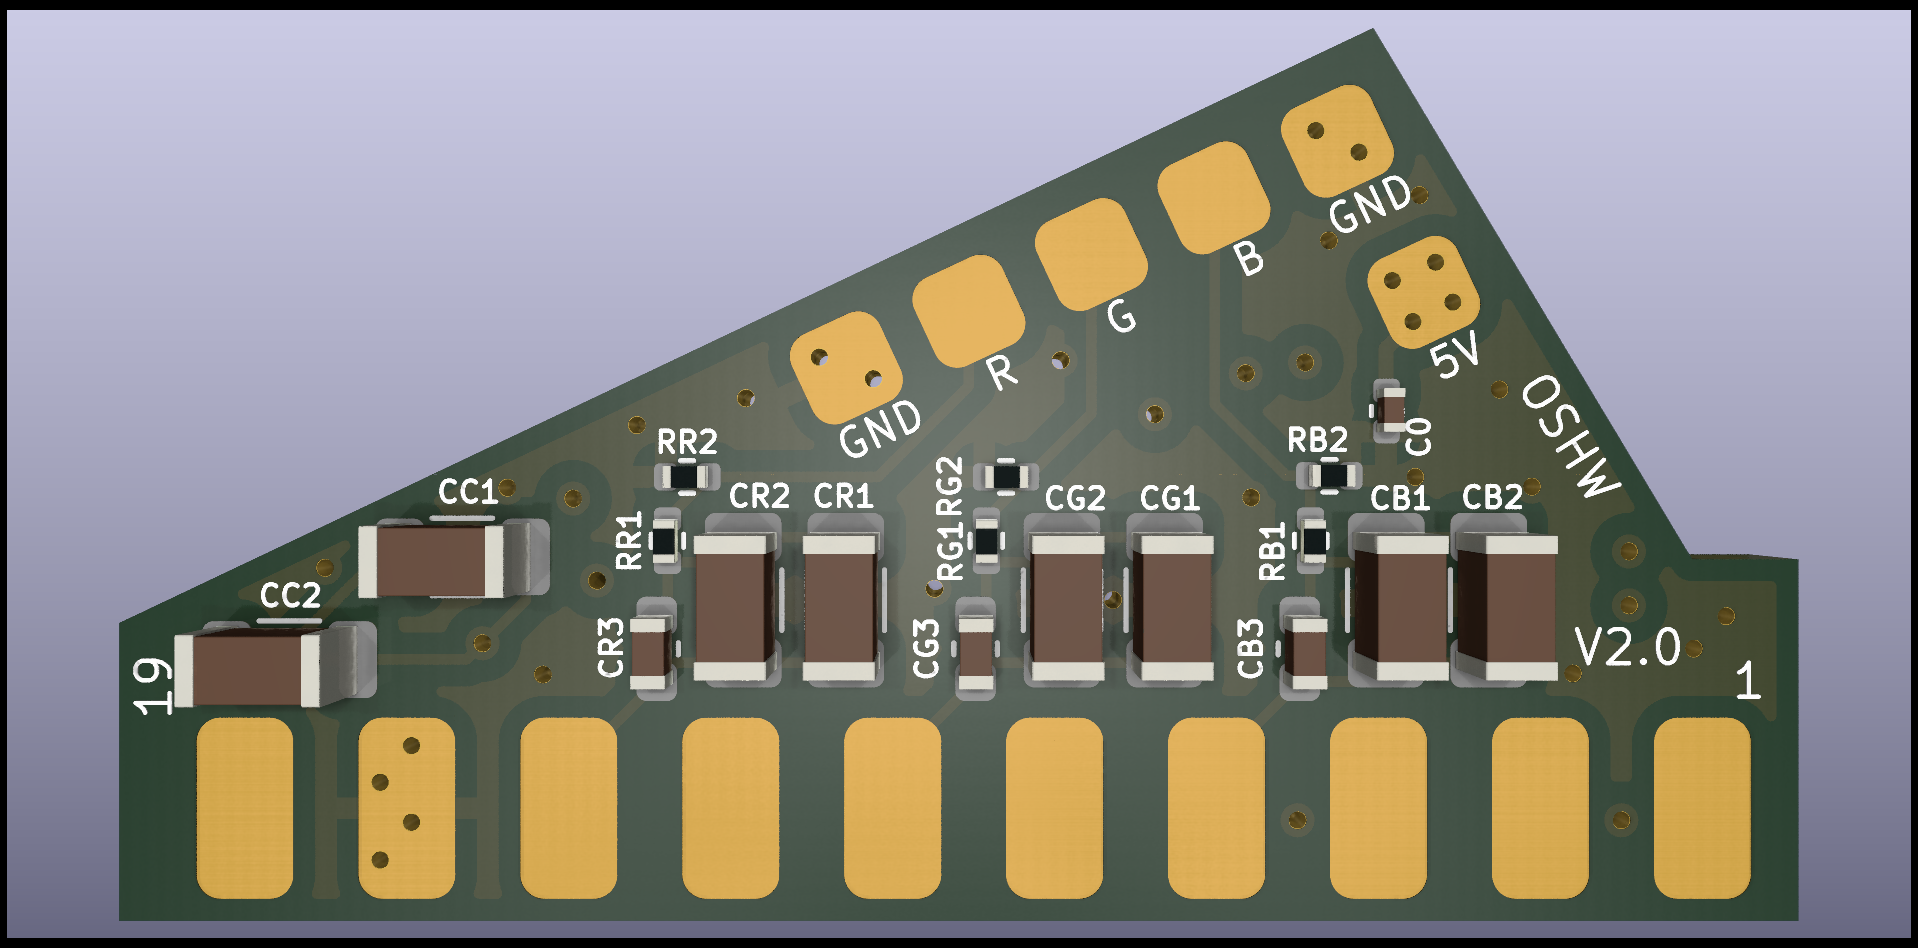 GND
B
G
5V
R
GND
OSHW
RR2
RB2
C0
CC1
CR2
CR1
RG2
CG2
CG1
CB1
CB2
RR1
RG1
RB1
CC2
CR3
CG3
CB3
V2.0
19
1